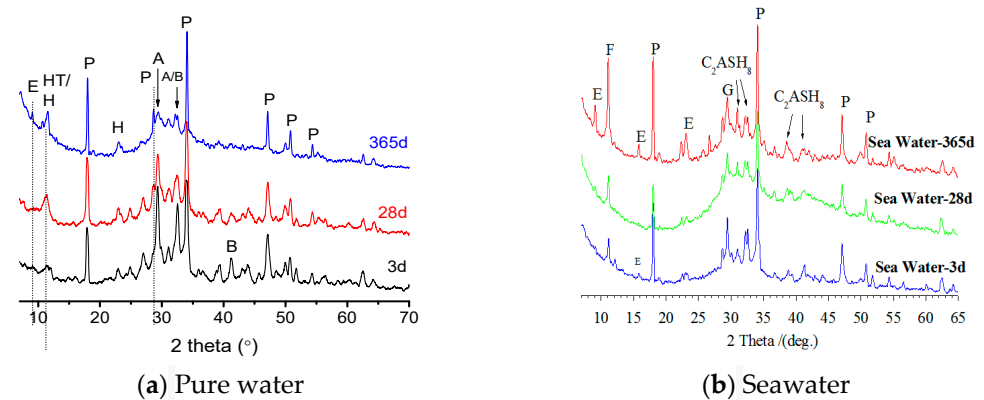 P
E HT/
H
P
P A A/B
H
P
P
P
365d
28d
B
3d
10 20 30 40 50 60 70
2 theta (°)
(a) Pure water
P
F
P
E
E
E
C₂ASH₈
G
C₂ASH₈
P
P
Sea Water-365d
Sea Water-28d
E
Sea Water-3d
10 15 20 25 30 35 40 45 50 55 60 65
2 Theta /(deg.)
(b) Seawater